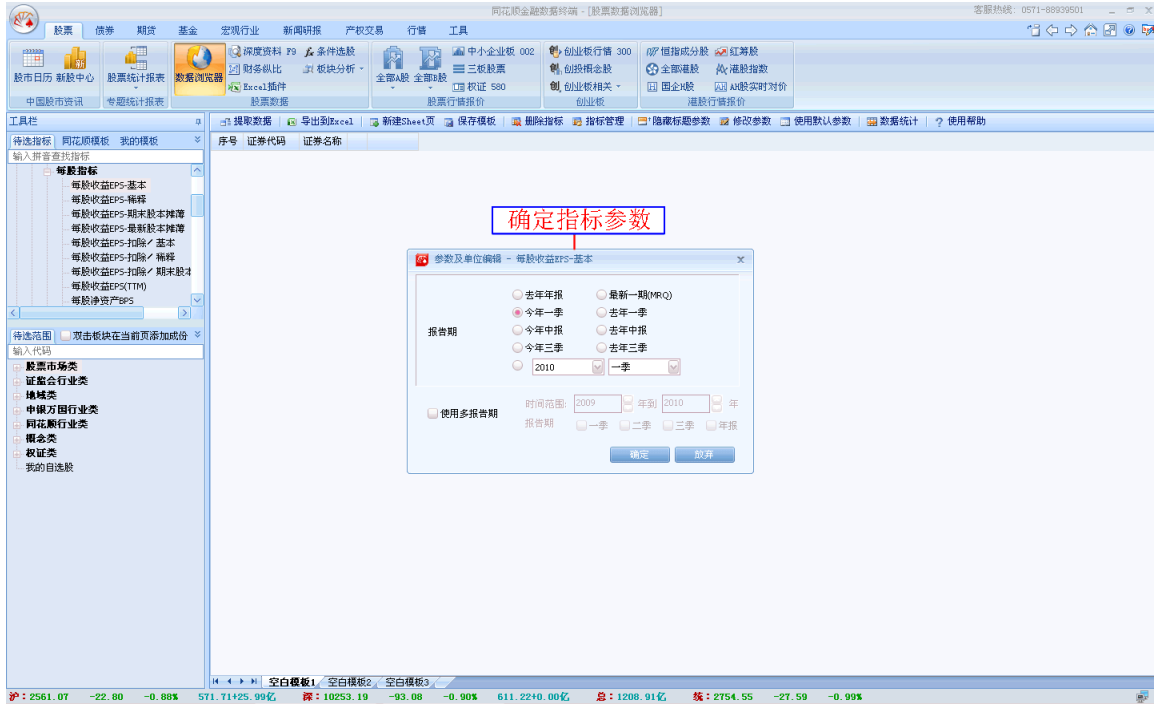 同花顺金融数据终端 - [股票数据浏览器]
客服热线: 0571-88939501
股票 债券 期货 基金 宏观行业 新闻研报 产权交易 行情 工具
深度资料 F9 条件选股 中小企业板 002 创业板行情 300 恒指成分股 红筹股
财务纵比 板块分析 三板股票 创投概念股 全部港股 港股指数
股市日历 新股中心 股票统计报表 数据浏览器 Excel插件 全部A股 全部B股 权证 580 创业板相关 国企H股 AH股实时对价
中国股市资讯 专题统计报表 股票数据 股票行情报价 创业板 港股行情报价
工具栏
提取数据 导出到Excel 新建Sheet页 保存模板 删除指标 指标管理 隐藏标题参数 修改参数 使用默认参数 数据统计 ? 使用帮助
待选指标 同花顺模板 我的模板
序号 证券代码 证券名称
输入拼音查找指标
每股指标
每股收益EPS-基本
每股收益EPS-稀释
每股收益EPS-期末股本摊薄
每股收益EPS-最新股本摊薄
每股收益EPS-扣除/基本
每股收益EPS-扣除/稀释
每股收益EPS-扣除/期末股本
每股收益EPS(TTM)
每股净资产BPS
待选范围 双击板块在当前页添加成份
输入代码
股票市场类
证监会行业类
地域类
申银万国行业类
同花顺行业类
概念类
权证类
我的自选股
确定指标参数
参数及单位编辑 - 每股收益EPS-基本
去年年报 最新一期(MRQ)
今年一季 去年一季
报告期
今年中报 去年中报
今年三季 去年三季
2010 一季
使用多报告期
时间范围: 2009 年到 2010 年
报告期 一季 二季 三季 年报
确定 放弃
空白模板1 空白模板2 空白模板3
沪:2561.07 -22.80 -0.88% 571.71+25.99亿 深:10253.19 -93.08 -0.90% 611.22+0.00亿 总:1208.91亿 统:2754.55 -27.59 -0.99%